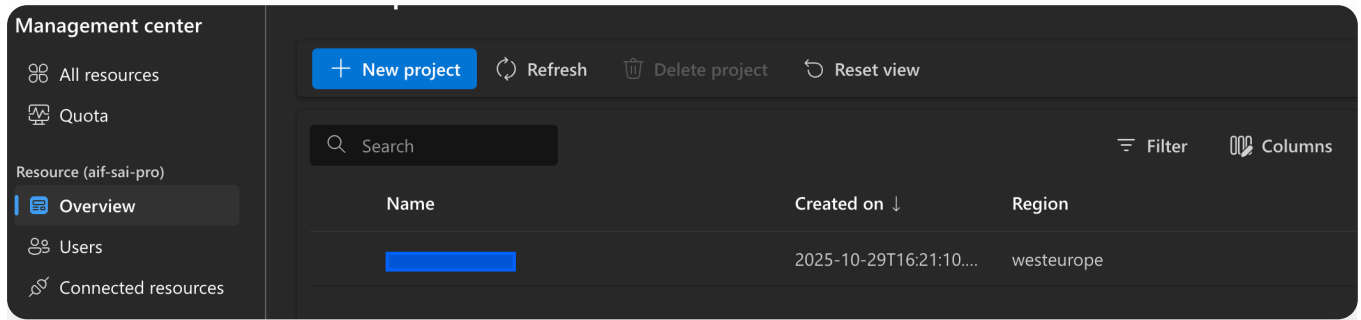 Management center
All resources
Quota
Resource (aif-sai-pro)
Overview
Users
Connected resources
New project Refresh Delete project Reset view
Search Filter Columns
Name Created on ↓ Region
2025-10-29T16:21:10.... westeurope